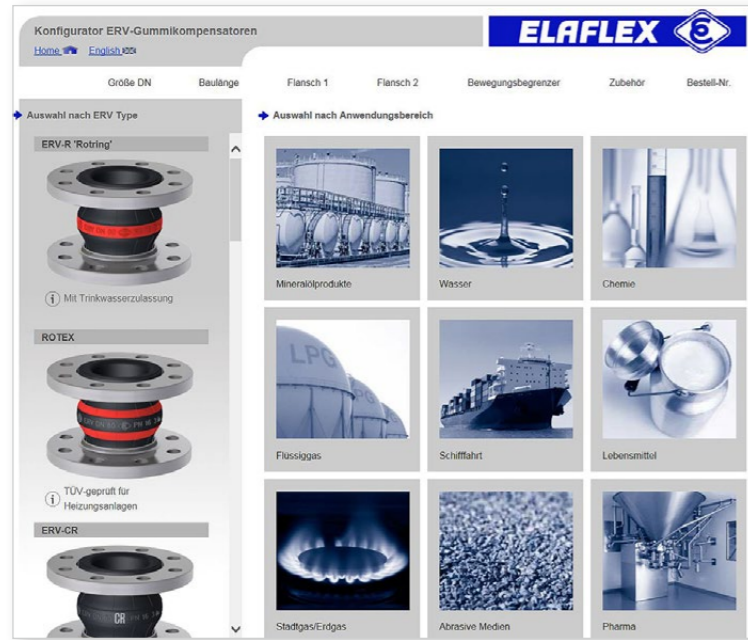 Konfigurator ERV-Gummikompensatoren
ELAFLEX
Home English
Größe DN Baulänge Flansch 1 Flansch 2 Bewegungsbegrenzer Zubehör Bestell-Nr.
Auswahl nach ERV Type
Auswahl nach Anwendungsbereich
ERV-R 'Rotring'
Mit Trinkwasserzulassung
ROTEX
TÜV-geprüft für
Heizungsanlagen
ERV-CR
CR
Mineralölprodukte
Wasser
Chemie
LPG
Flüssiggas
Schifffahrt
Lebensmittel
Stadtgas/Erdgas
Abrasive Medien
Pharma